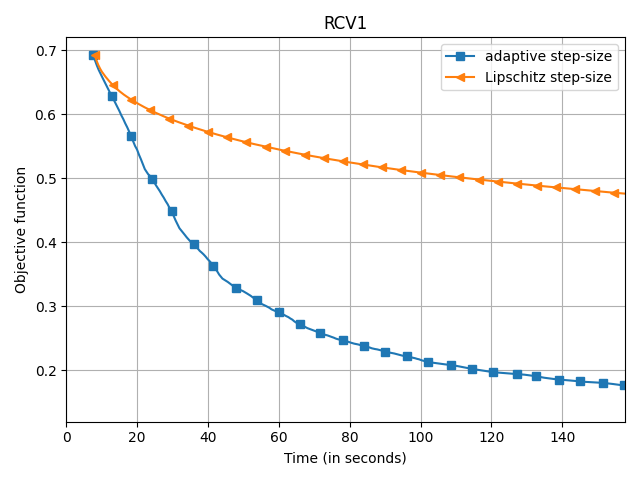 RCV1
adaptive step-size
Lipschitz step-size
Objective function
0.7
0.6
0.5
0.4
0.3
0.2
0 20 40 60 80 100 120 140
Time (in seconds)